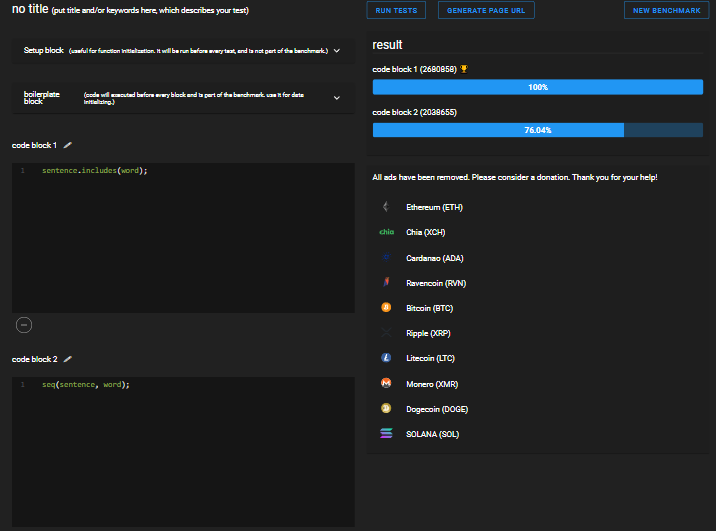 no title (put title and/or keywords here, which describes your test)
RUN TESTS
GENERATE PAGE URL
NEW BENCHMARK
Setup block (useful for function initialization. it will be run before every test, and is not part of the benchmark.)
boilerplate block (code will executed before every block and is part of the benchmark. use it for data initializing.)
code block 1
1 sentence.includes(word);
code block 2
1 seq(sentence, word);
result
code block 1 (2680858)
100%
code block 2 (2038655)
76.04%
All ads have been removed. Please consider a donation. Thank you for your help!
Ethereum (ETH)
chia Chia (XCH)
Cardanao (ADA)
Ravencoin (RVN)
Bitcoin (BTC)
Ripple (XRP)
Litecoin (LTC)
Monero (XMR)
Dogecoin (DOGE)
SOLANA (SOL)